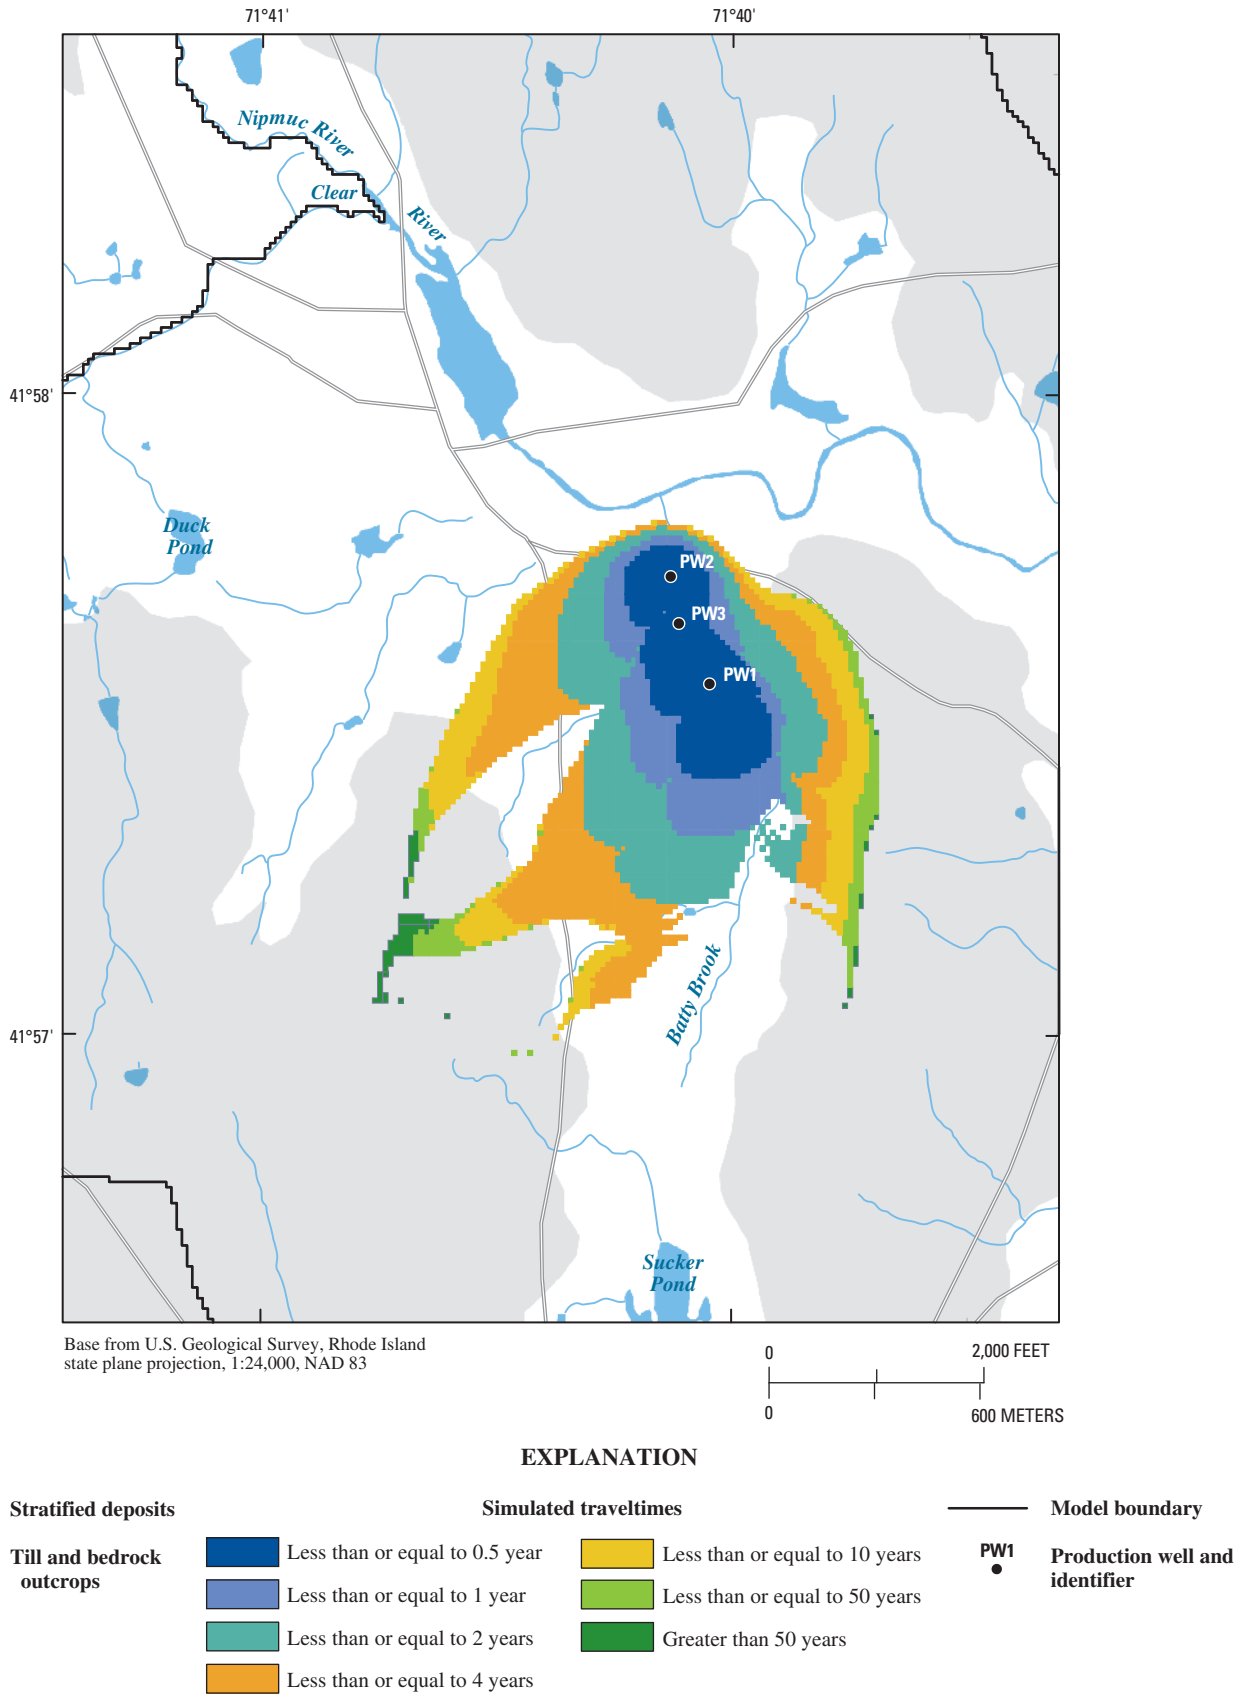 71°41'
71°40'
Nipmuc River
Clear
River
41°58'
Duck
Pond
PW2
PW3
PW1
Batty Brook
41°57'
Sucker
Pond
Base from U.S. Geological Survey, Rhode Island
state plane projection, 1:24,000, NAD 83
0
2,000 FEET
0
600 METERS
EXPLANATION
Stratified deposits
Till and bedrock
outcrops
Simulated traveltimes
Less than or equal to 0.5 year
Less than or equal to 1 year
Less than or equal to 2 years
Less than or equal to 4 years
Less than or equal to 10 years
Less than or equal to 50 years
Greater than 50 years
Model boundary
PW1
Production well and
identifier